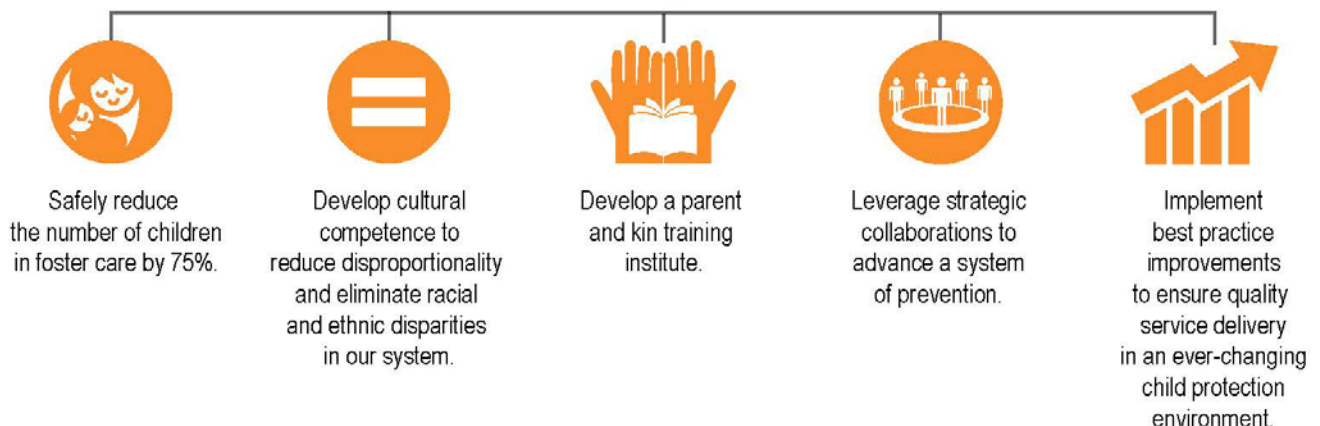 Safely reduce
the number of children
in foster care by 75%.
Develop cultural
competence to
reduce disproportionality
and eliminate racial
and ethnic disparities
in our system.
Develop a parent
and kin training
institute.
Leverage strategic
collaborations to
advance a system
of prevention.
Implement
best practice
improvements
to ensure quality
service delivery
in an ever-changing
child protection
environment.